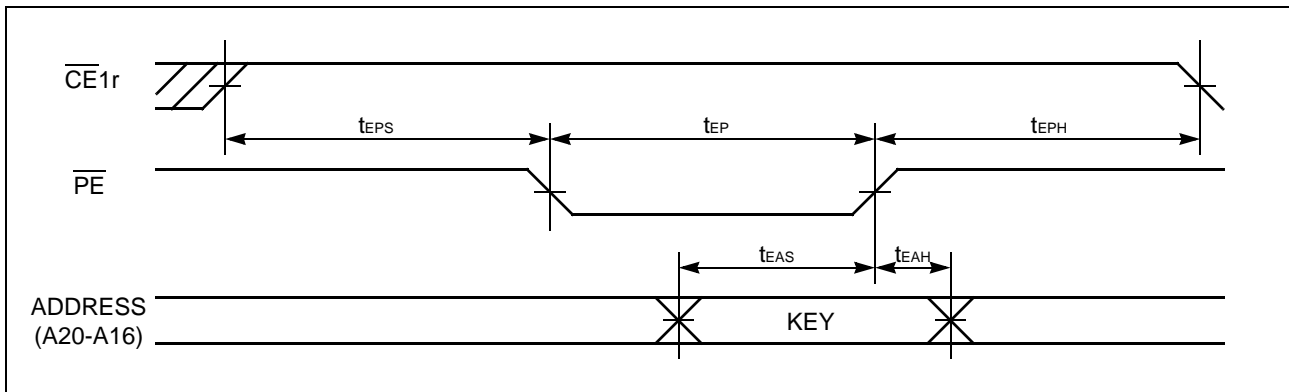 CE1r
tEPS
tEP
tEPH
PE
tEAS
tEAH
ADDRESS
(A20-A16)
KEY